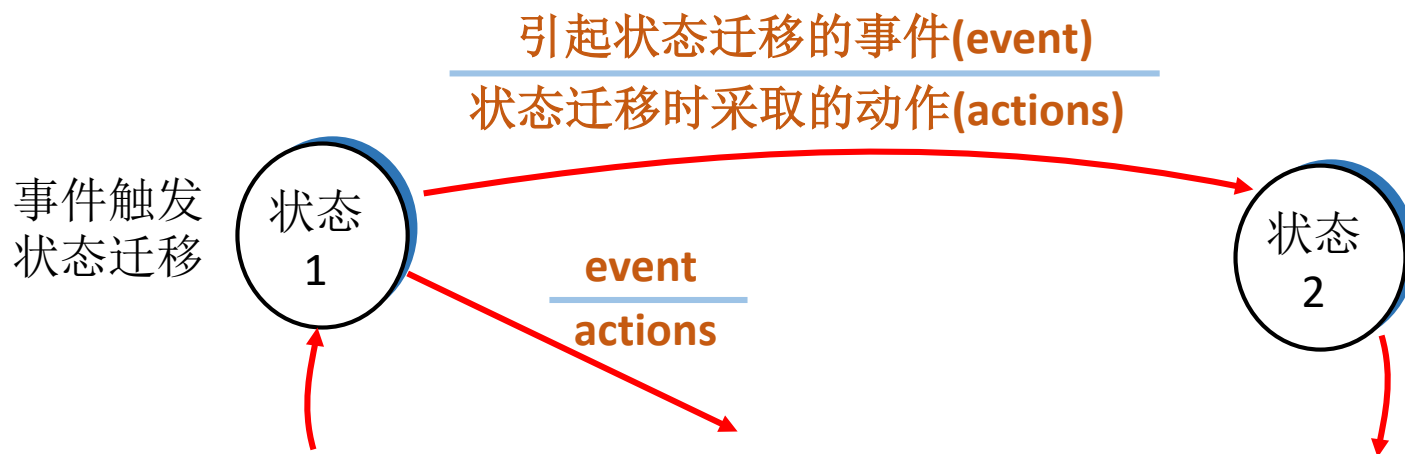 引起状态迁移的事件(event)
状态迁移时采取的动作(actions)
事件触发
状态迁移
状态
1
event
actions
状态
2